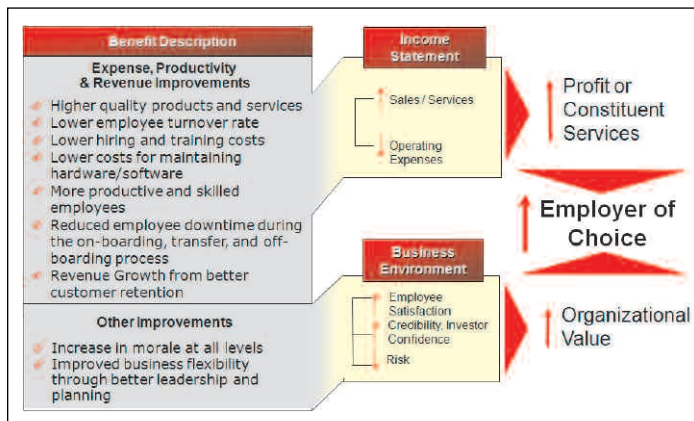 Benefit Description
Expense, Productivity
& Revenue Improvements
Higher quality products and services
Lower employee turnover rate
Lower hiring and training costs
Lower costs for maintaining
hardware/software
More productive and skilled
employees
Reduced employee downtime during
the on-boarding, transfer, and off-
boarding process
Revenue Growth from better
customer retention
Other Improvements
Increase in morale at all levels
Improved business flexibility
through better leadership and
planning
Income
Statement
Sales / Services
Operating
Expenses
Business
Environment
Employee
Satisfaction
Credibility, Investor
Confidence
Risk
Profit or
Constituent
Services
Employer of
Choice
Organizational
Value